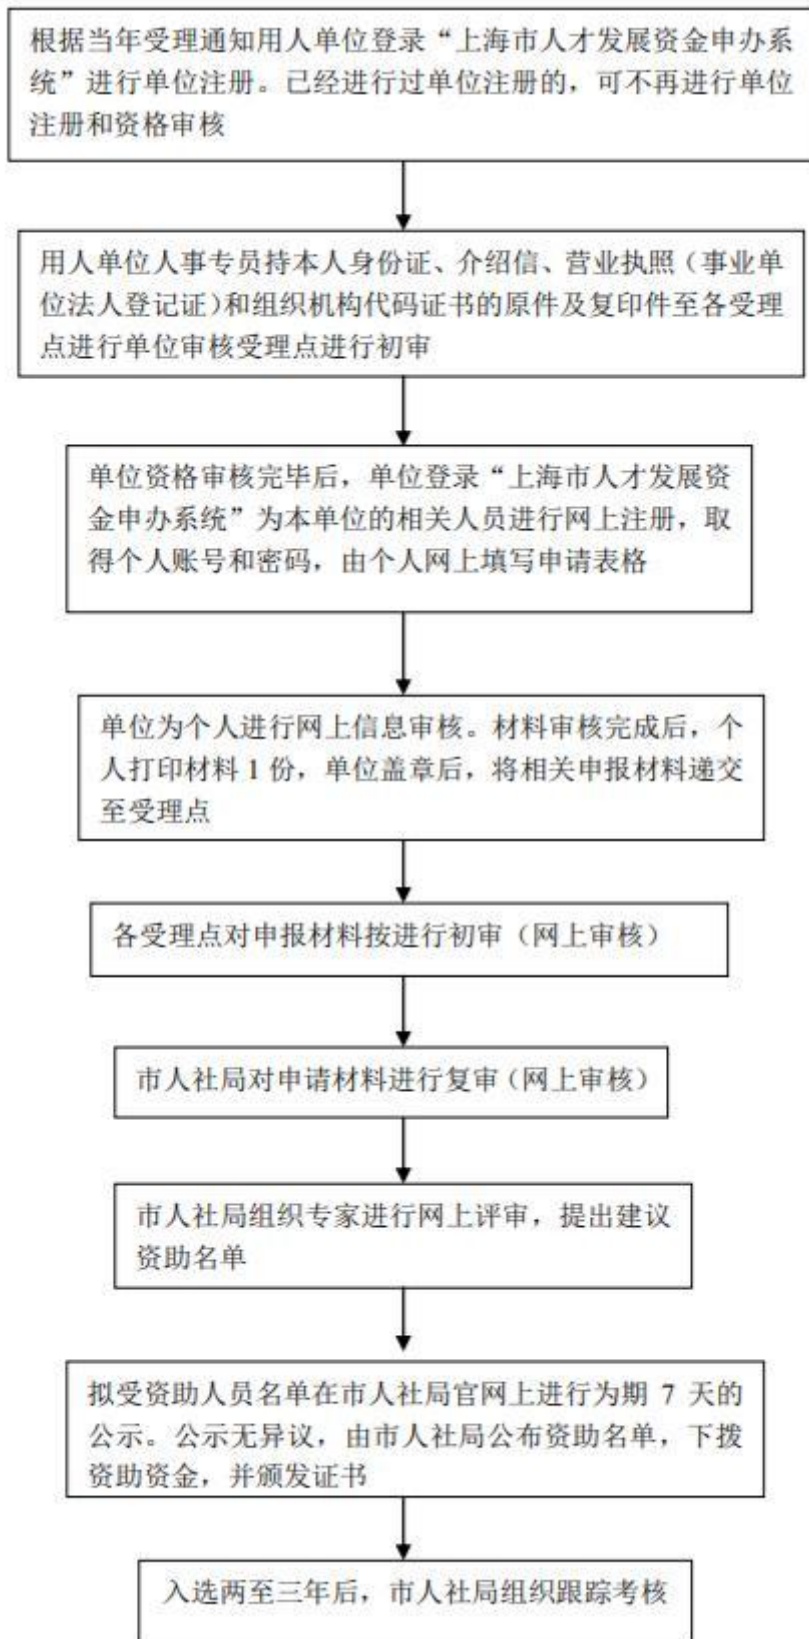 根据当年受理通知用人单位登录“上海市人才发展资金申办系
统”进行单位注册。已经进行过单位注册的，可不再进行单位
注册和资格审核
用人单位人事专员持本人身份证、介绍信、营业执照（事业单
位法人登记证）和组织机构代码证书的原件及复印件至各受理
点进行单位审核受理点进行初审
单位资格审核完毕后，单位登录“上海市人才发展资
金申办系统”为本单位的相关人员进行网上注册，取
得个人账号和密码，由个人网上填写申请表格
单位为个人进行网上信息审核。材料审核完成后，个
人打印材料 1 份，单位盖章后，将相关申报材料递交
至受理点
各受理点对申报材料按进行初审（网上审核）
市人社局对申请材料进行复审（网上审核）
市人社局组织专家进行网上评审，提出建议
资助名单
拟受资助人员名单在市人社局官网上进行为期 7 天的
公示。公示无异议，由市人社局公布资助名单，下拨
资助资金，并颁发证书
入选两至三年后，市人社局组织跟踪考核